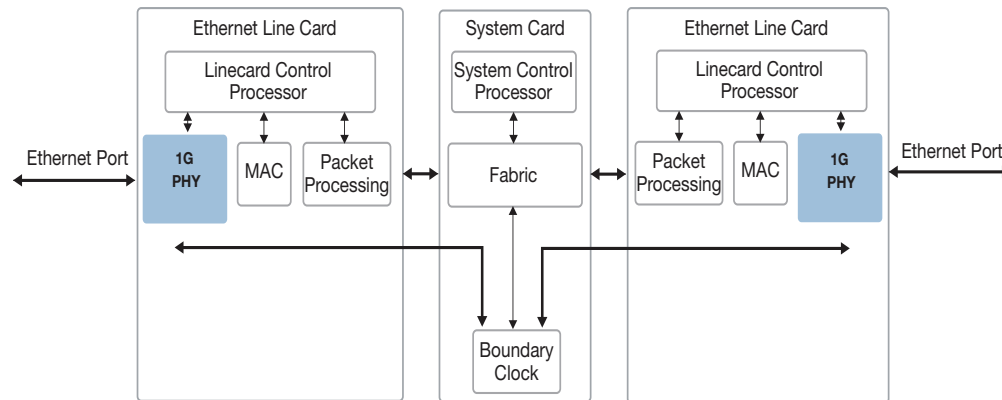 Ethernet Line Card
Linecard Control
Processor
Ethernet Port
1G
PHY
MAC
Packet
Processing
System Card
System Control
Processor
Fabric
Boundary
Clock
Ethernet Line Card
Linecard Control
Processor
Packet
Processing
MAC
1G
PHY
Ethernet Port